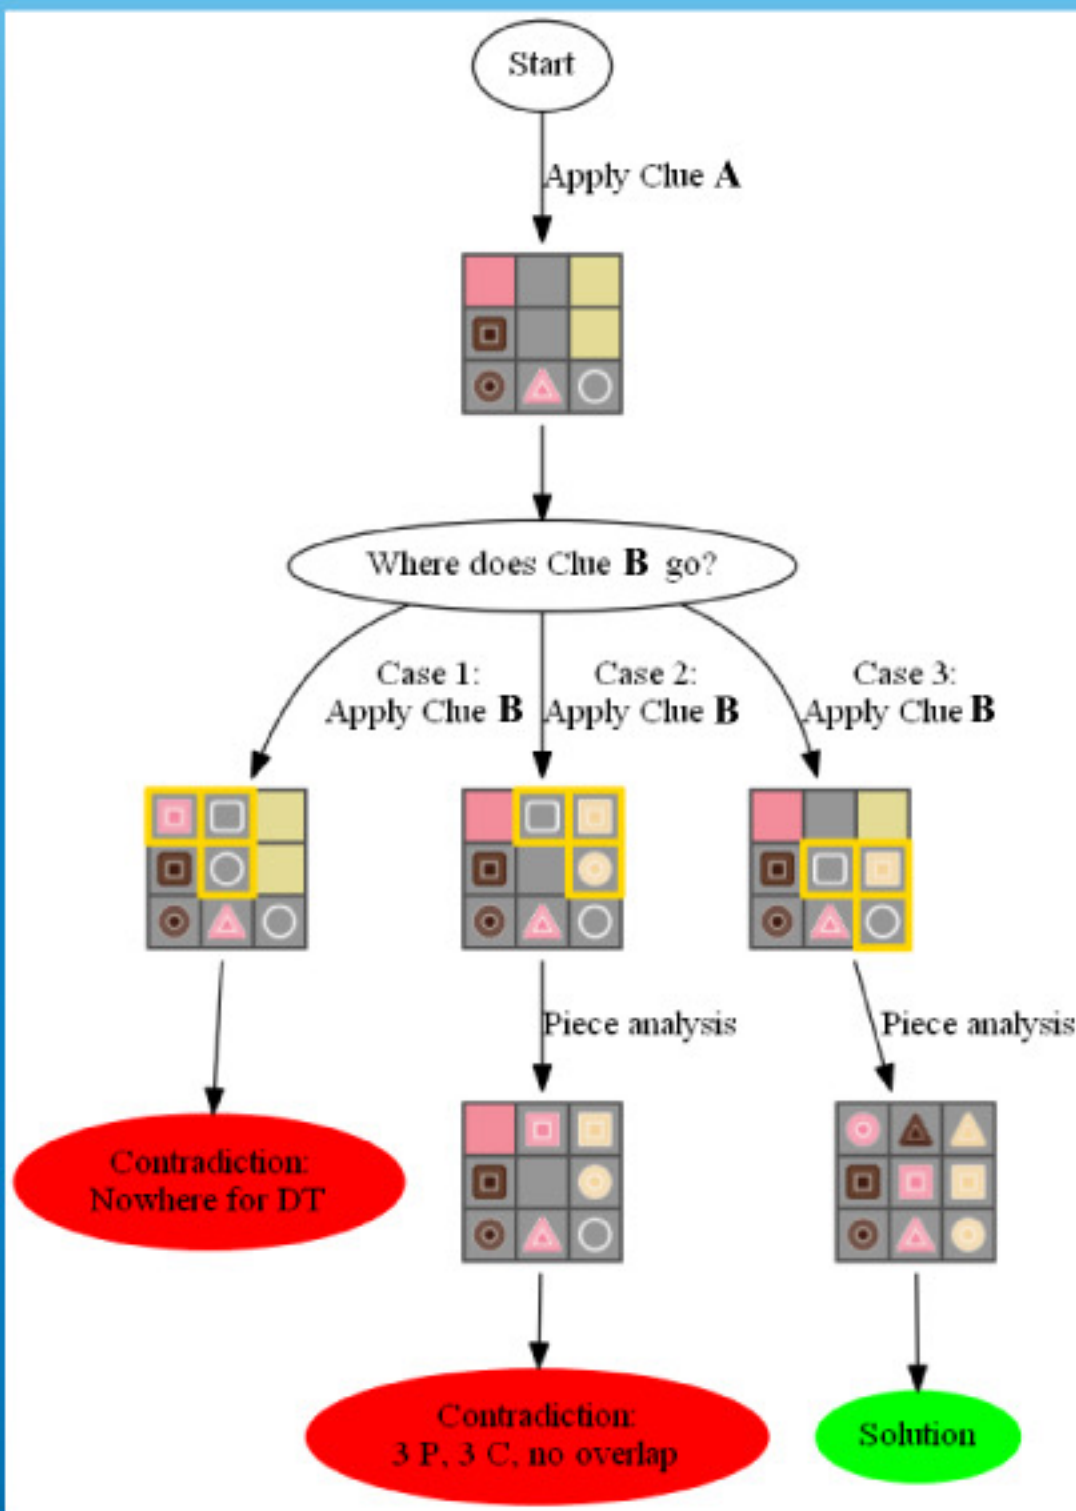 Start
Apply Clue A
Where does Clue B go?
Case 1:
Apply Clue B
Case 2:
Apply Clue B
Case 3:
Apply Clue B
Piece analysis
Piece analysis
Contradiction:
Nowhere for DT
Contradiction:
3 P, 3 C, no overlap
Solution